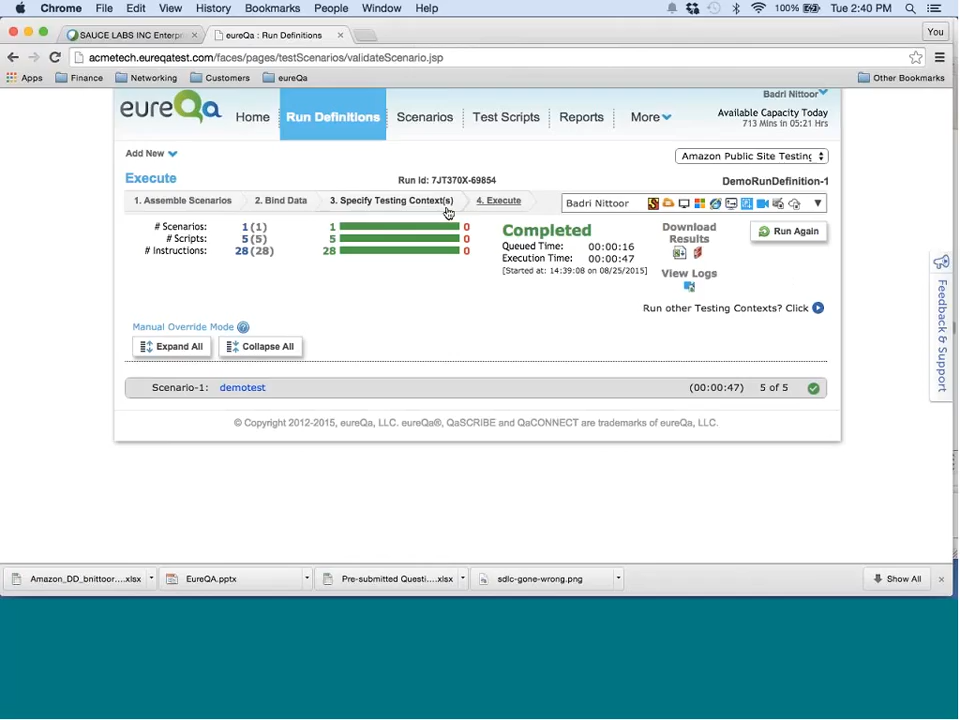 Chrome File Edit View History Bookmarks People Window Help 100% Tue 2:40 PM
SAUCE LABS INC Enterpr × eureQa : Run Definitions × You
acmetech.eureqatest.com/faces/pages/testScenarios/validateScenario.jsp
Apps Finance Networking Customers eureQa Other Bookmarks
eureQa Home Run Definitions Scenarios Test Scripts Reports More
Badri Nittoor
Available Capacity Today
713 Mins in 05:21 Hrs
Add New
Amazon Public Site Testing
Execute
Run Id: 7JT370X-69854
DemoRunDefinition-1
1. Assemble Scenarios 2. Bind Data 3. Specify Testing Context(s) 4. Execute Badri Nittoor
# Scenarios: 1 (1) 1 0
# Scripts: 5 (5) 5 0
# Instructions: 28 (28) 28 0
Completed
Queued Time: 00:00:16
Execution Time: 00:00:47
[Started at: 14:39:08 on 08/25/2015]
Download
Results
View Logs
Run Again
Run other Testing Contexts? Click
Manual Override Mode
Expand All Collapse All
Scenario-1: demotest (00:00:47) 5 of 5
© Copyright 2012-2015, eureQa, LLC. eureQa®, QaSCRIBE and QaCONNECT are trademarks of eureQa, LLC.
Feedback & Support
Amazon_DD_bnittoor....xlsx EureQA.pptx Pre-submitted Questi....xlsx sdlc-gone-wrong.png Show All ×